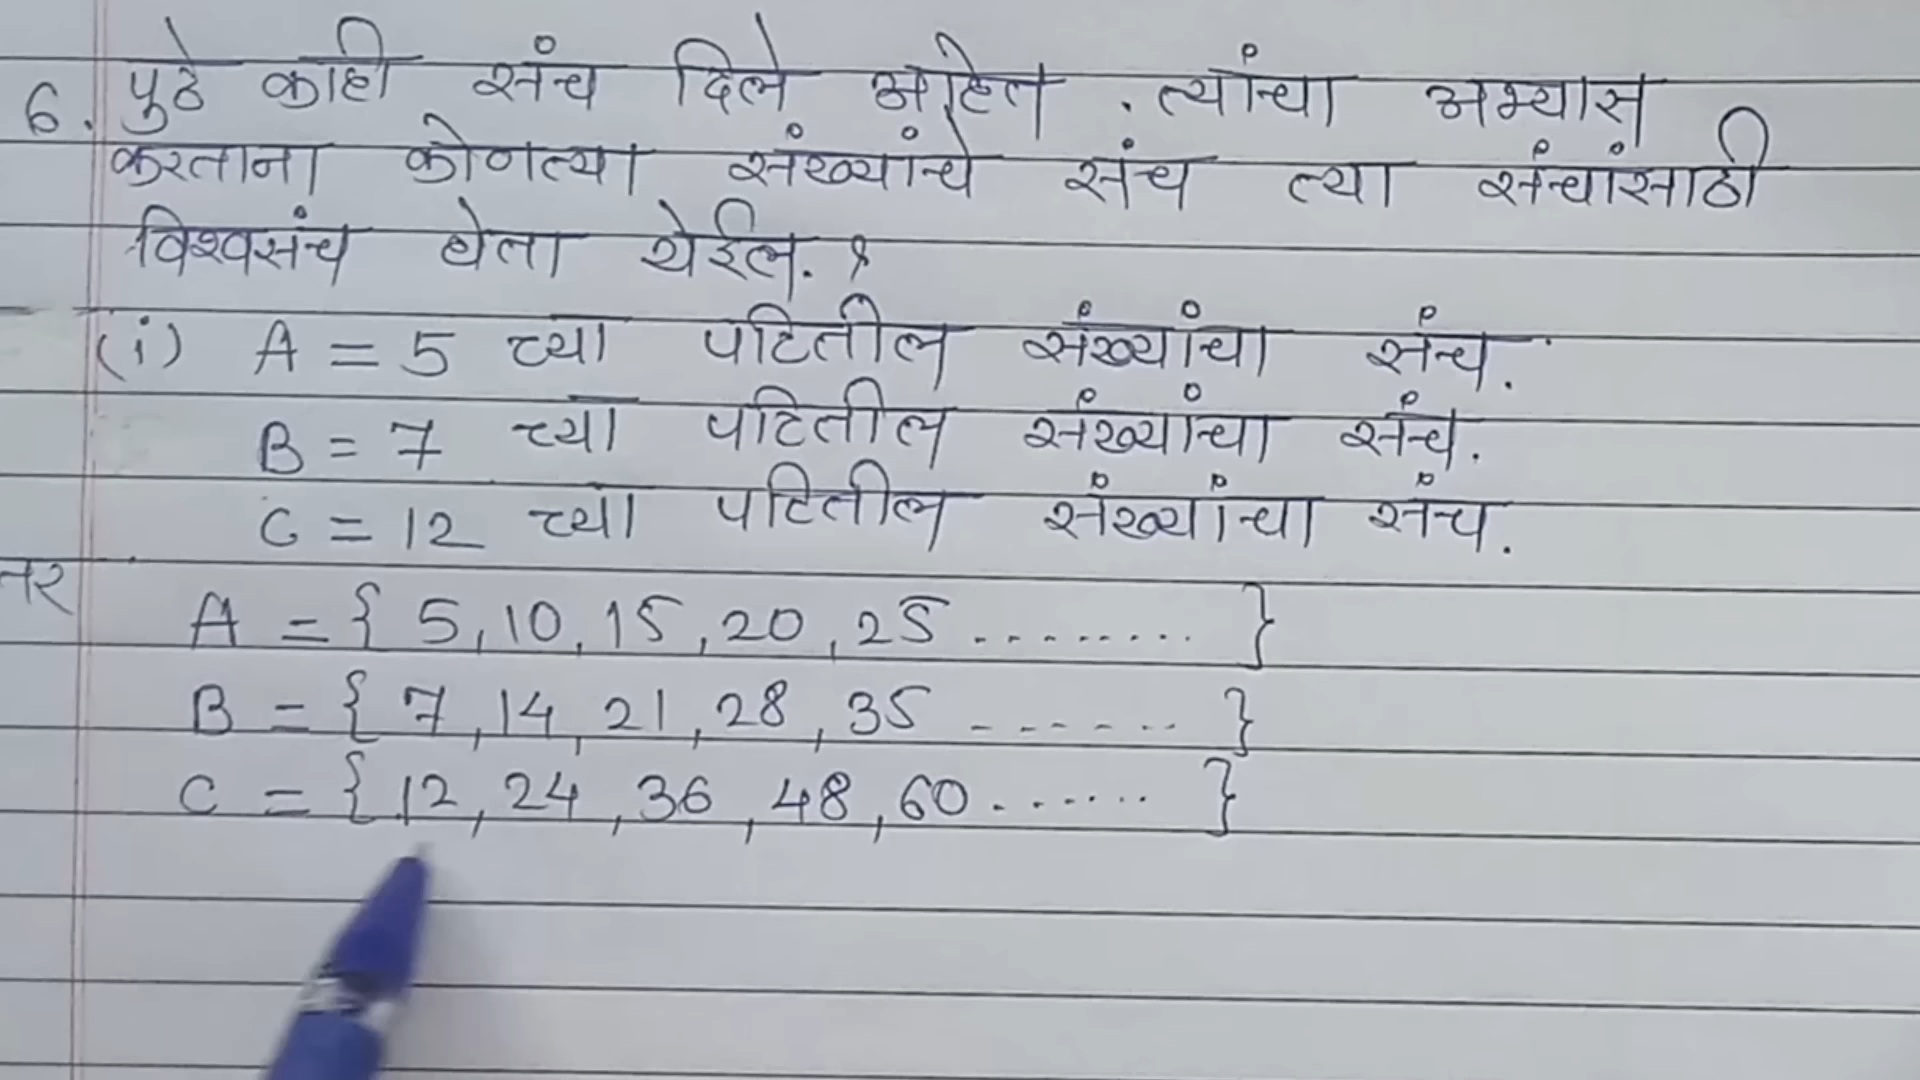 6. पुढे काही संच दिले आहेत . त्यांचा अभ्यास
करताना कोणत्या संख्यांचे संच त्या संचांसाठी
विश्वसंच घेता येईल. ?
(i) A = 5 च्या पटितील संख्यांचा संच.
B = 7 च्या पटितील संख्यांचा संच.
C = 12 च्या पटितील संख्यांचा संच.
तर
A = { 5, 10, 15, 20, 25 ........ }
B = { 7, 14, 21, 28, 35 ------- }
C = { 12, 24, 36, 48, 60 ....... }